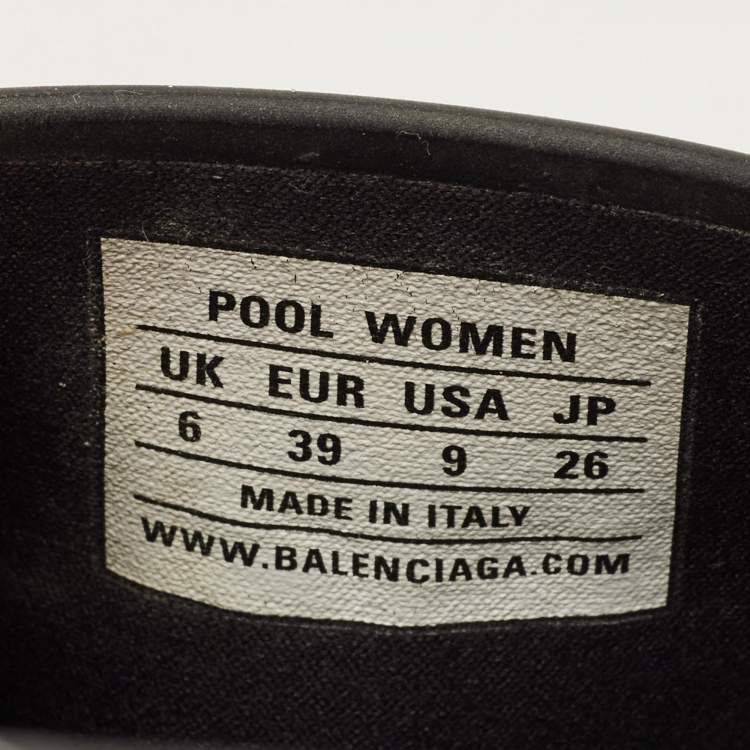 POOL WOMEN
UK EUR USA JP
6 39 9 26
MADE IN ITALY
WWW.BALENCIAGA.COM